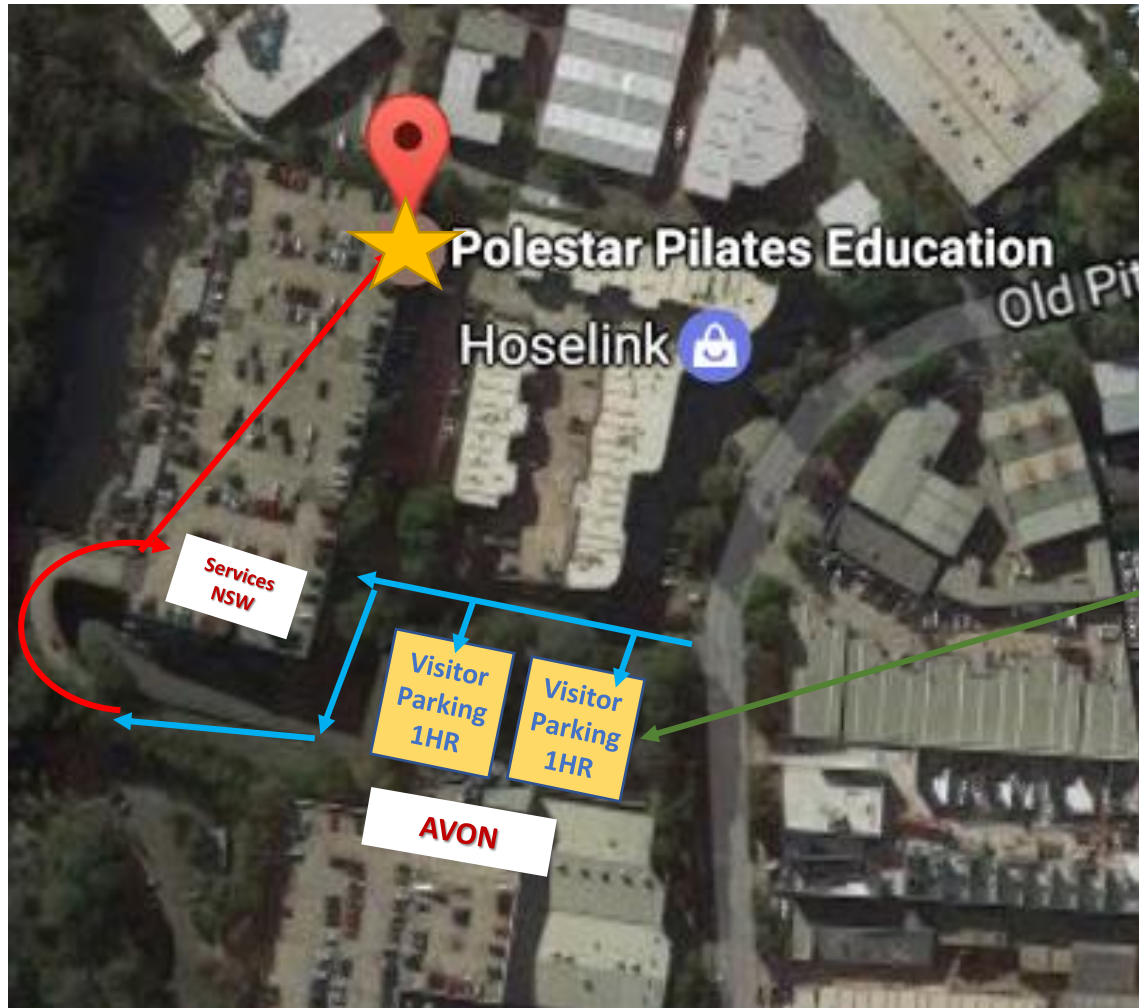 Polestar Pilates Education
Old Pit
Hoselink
Services
NSW
Visitor
Parking
1HR
Visitor
Parking
1HR
AVON